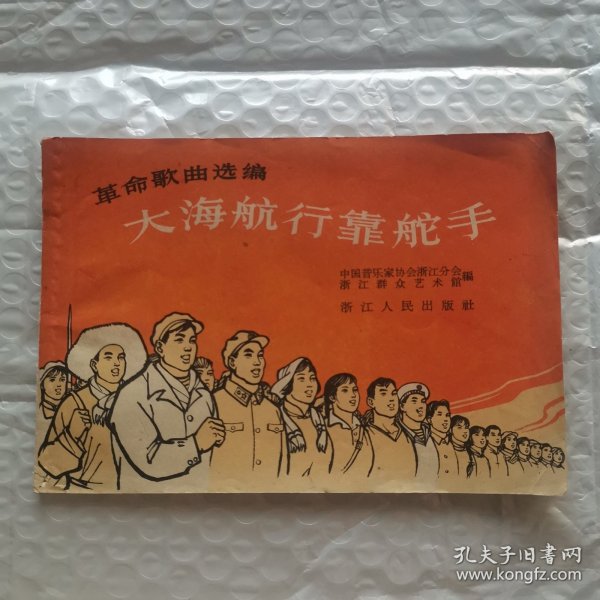 革命歌曲选编
大海航行靠舵手
中国音乐家协会浙江分会
浙江群众艺术館
編
浙江人民出版社
孔夫子旧书网
www.kongfz.com